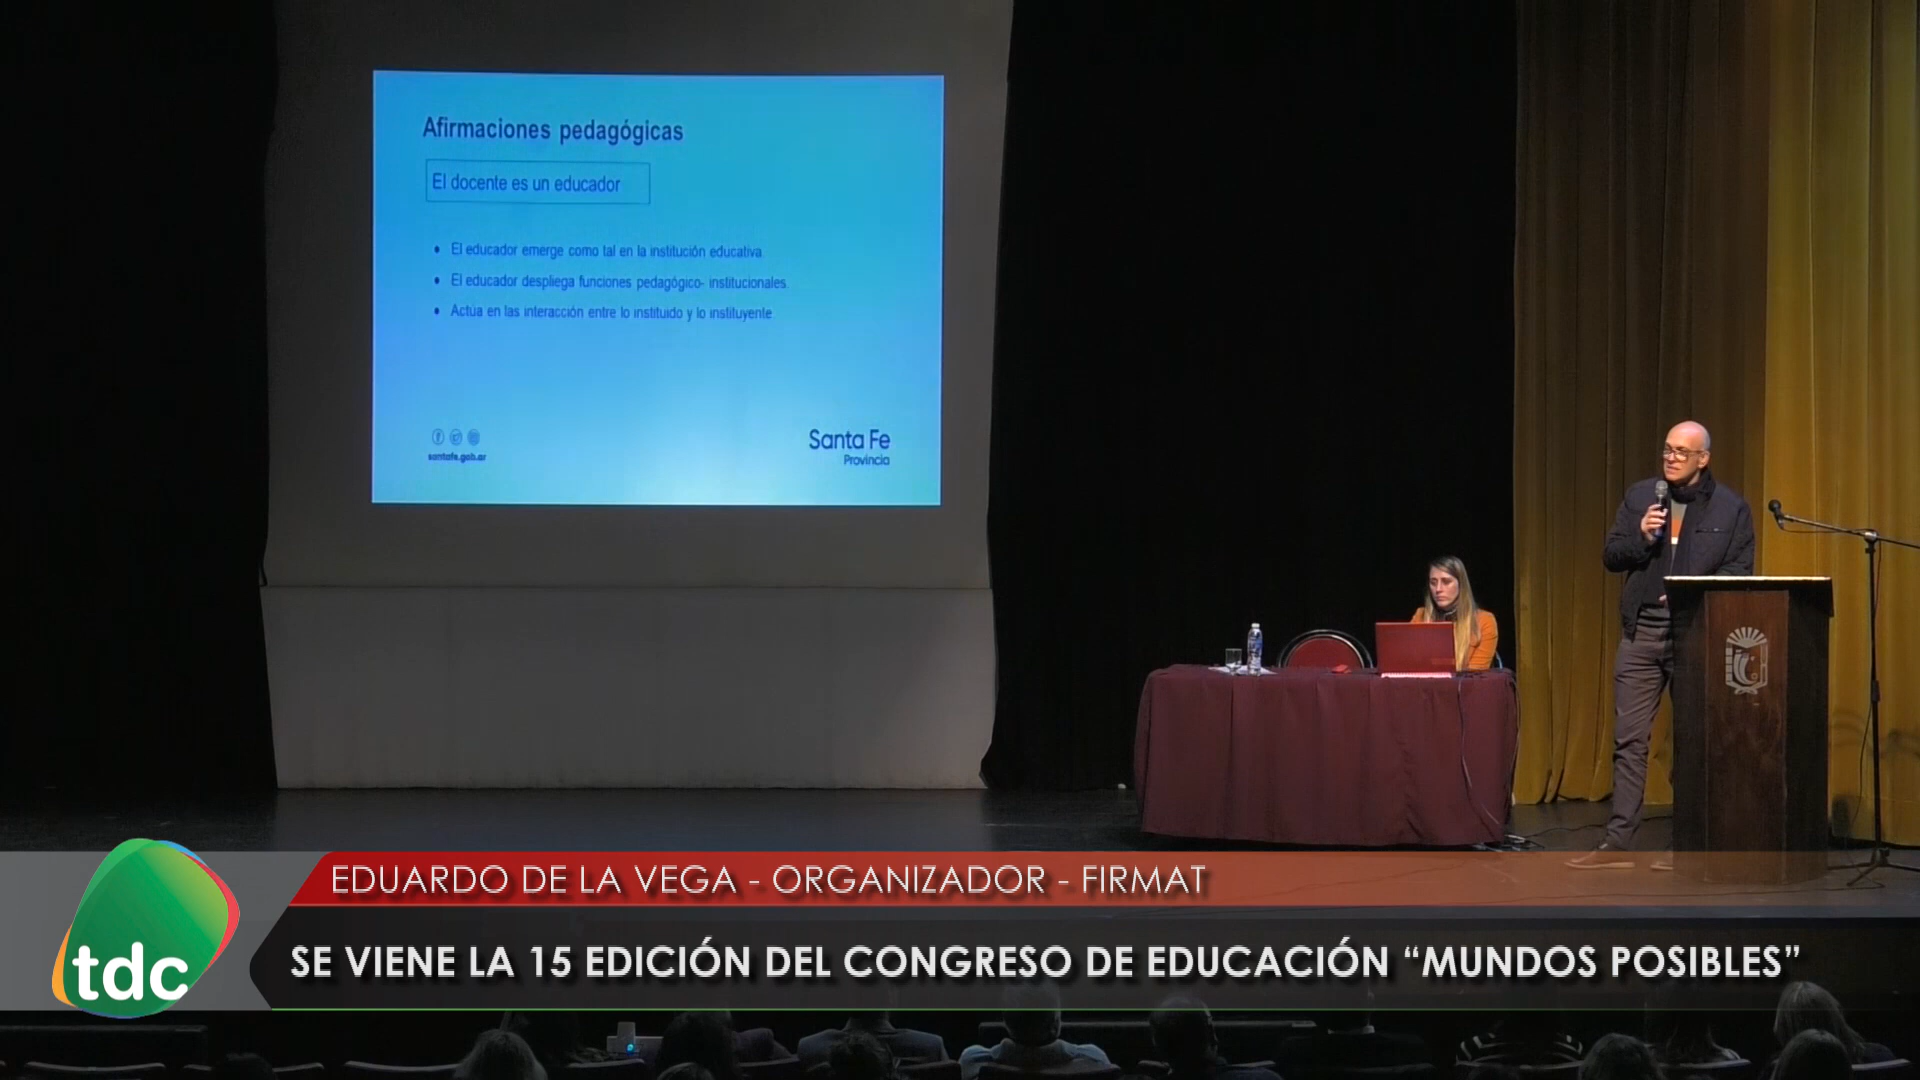 Afirmaciones pedagógicas
El docente es un educador
• El educador emerge como tal en la institución educativa
• El educador despliega funciones pedagógico- institucionales.
• Actúa en las interacción entre lo instituido y lo instituyente.
santafe.gob.ar
Santa Fe
Provincia
EDUARDO DE LA VEGA - ORGANIZADOR - FIRMAT
tdc
SE VIENE LA 15 EDICIÓN DEL CONGRESO DE EDUCACIÓN “MUNDOS POSIBLES”